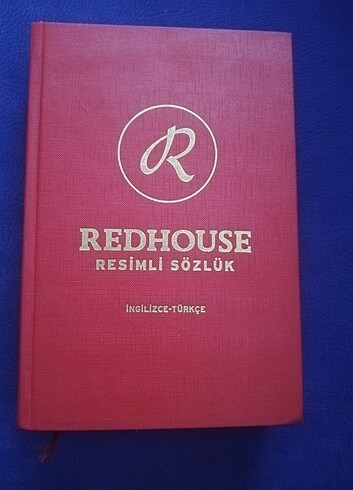 R
REDHOUSE
RESİMLİ SÖZLÜK
İNGİLİZCE-TÜRKÇE